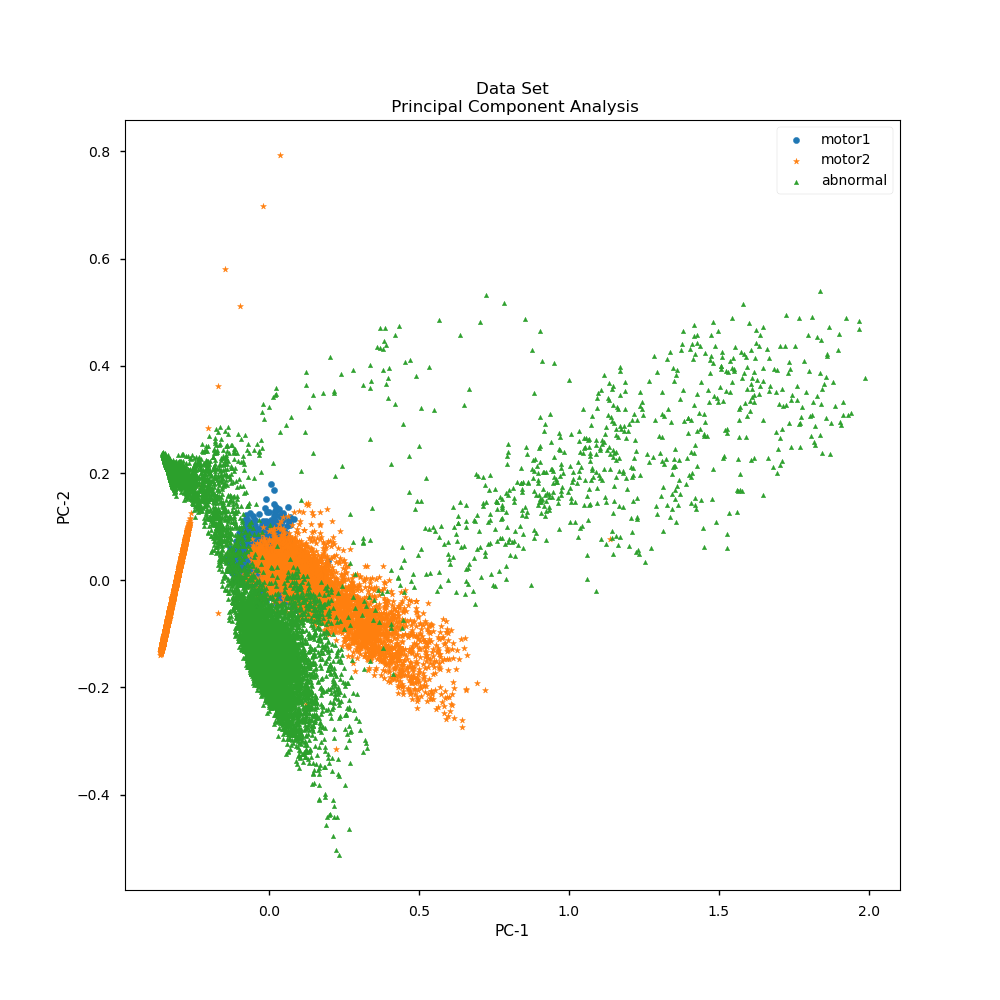 Data Set
Principal Component Analysis
motor1
motor2
abnormal
0.8
0.6
0.4
0.2
0.0
−0.2
−0.4
PC-2
0.0 0.5 1.0 1.5 2.0
PC-1